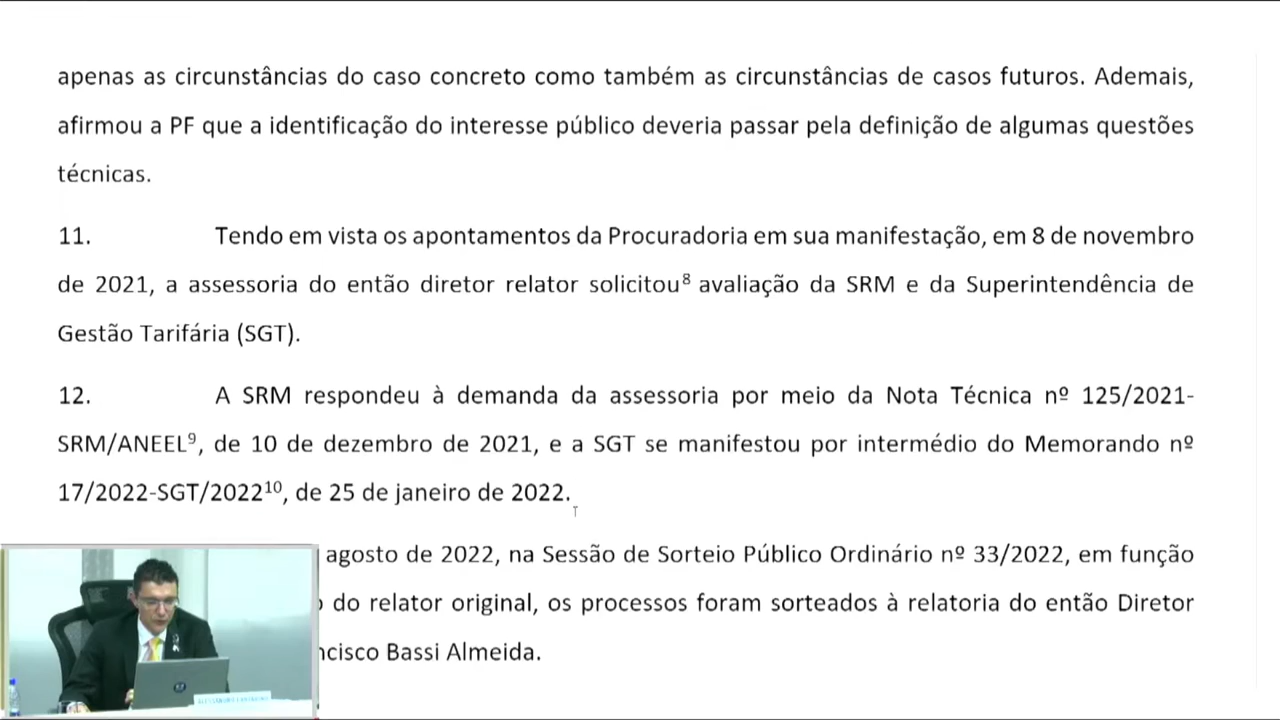 apenas as circunstâncias do caso concreto como também as circunstâncias de casos futuros. Ademais,
afirmou a PF que a identificação do interesse público deveria passar pela definição de algumas questões
técnicas.
11. Tendo em vista os apontamentos da Procuradoria em sua manifestação, em 8 de novembro
de 2021, a assessoria do então diretor relator solicitou⁸ avaliação da SRM e da Superintendência de
Gestão Tarifária (SGT).
12. A SRM respondeu à demanda da assessoria por meio da Nota Técnica nº 125/2021-
SRM/ANEEL⁹, de 10 de dezembro de 2021, e a SGT se manifestou por intermédio do Memorando nº
17/2022-SGT/2022¹⁰, de 25 de janeiro de 2022.
agosto de 2022, na Sessão de Sorteio Público Ordinário nº 33/2022, em função
do relator original, os processos foram sorteados à relatoria do então Diretor
ncisco Bassi Almeida.